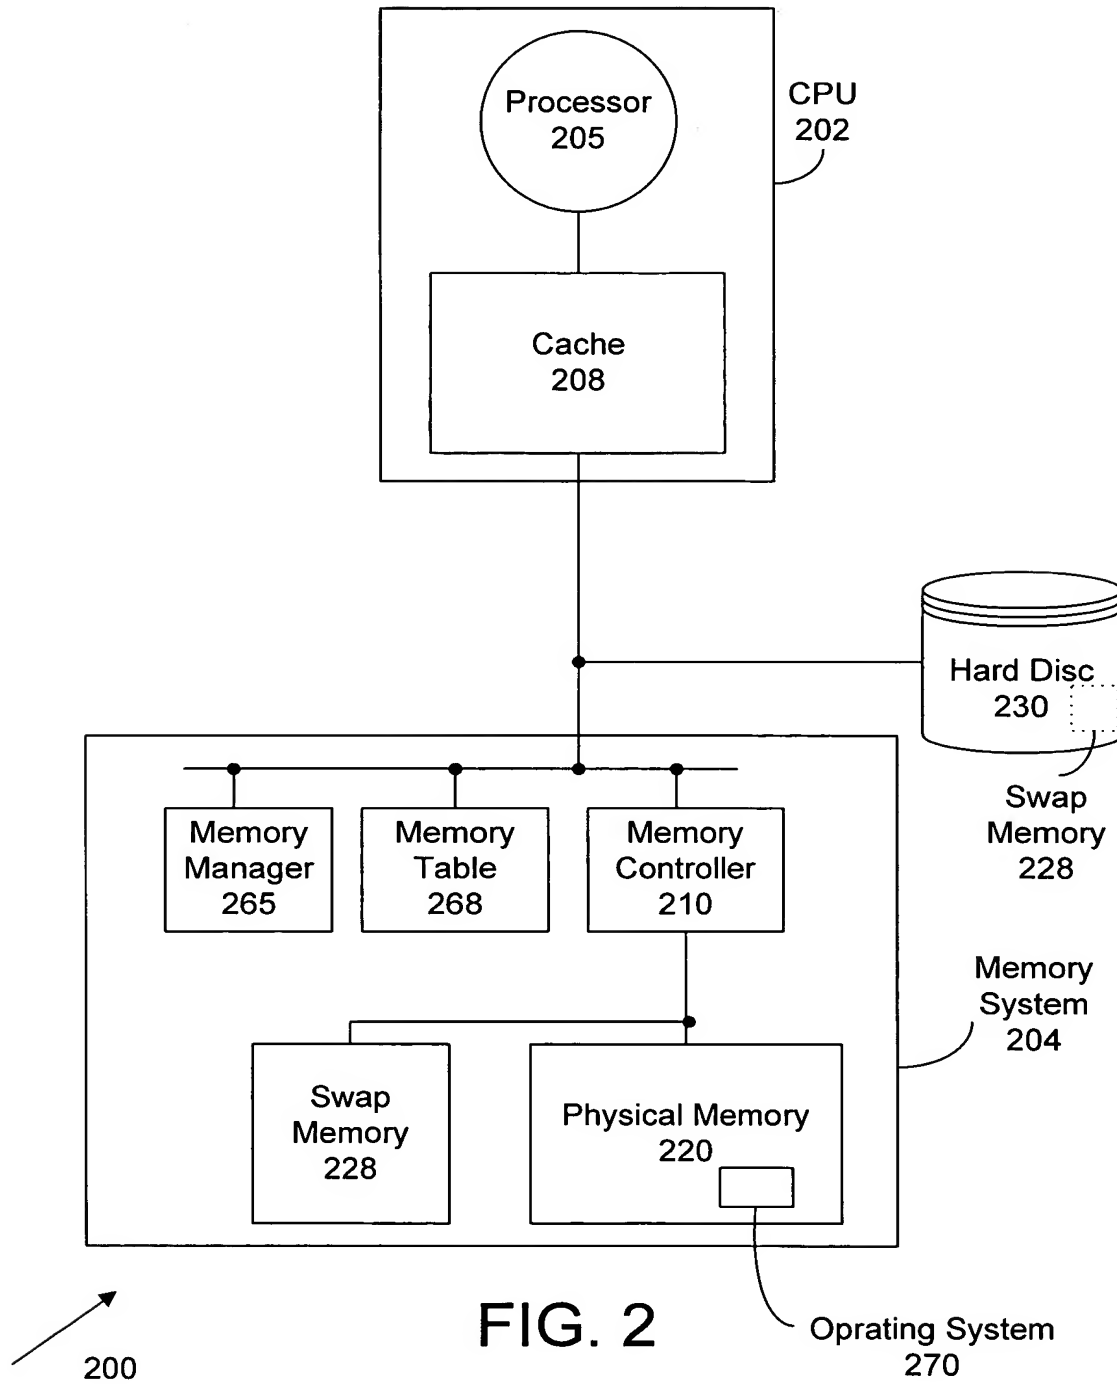 Processor
205
CPU
202
Cache
208
Hard Disc
230
Swap
Memory
228
Memory
Manager
265
Memory
Table
268
Memory
Controller
210
Memory
System
204
Swap
Memory
228
Physical Memory
220
FIG. 2
Oprating System
270
200